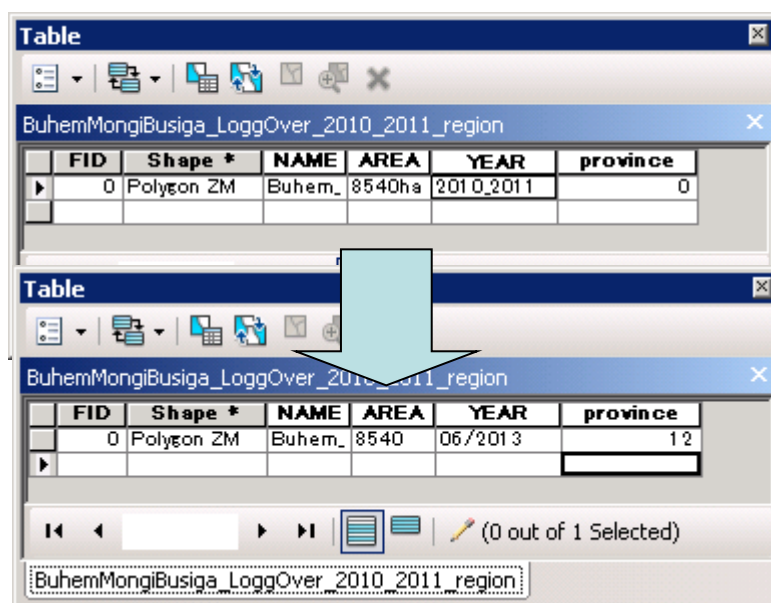 Table
BuhemMongiBusiga_LoggOver_2010_2011_region
FID Shape * NAME AREA YEAR province
0 Polygon ZM Buhem_ 8540ha 2010_2011 0
Table
BuhemMongiBusiga_LoggOver_2010_2011_region
FID Shape * NAME AREA YEAR province
0 Polygon ZM Buhem_ 8540 06/2013 12
(0 out of 1 Selected)
BuhemMongiBusiga_LoggOver_2010_2011_region